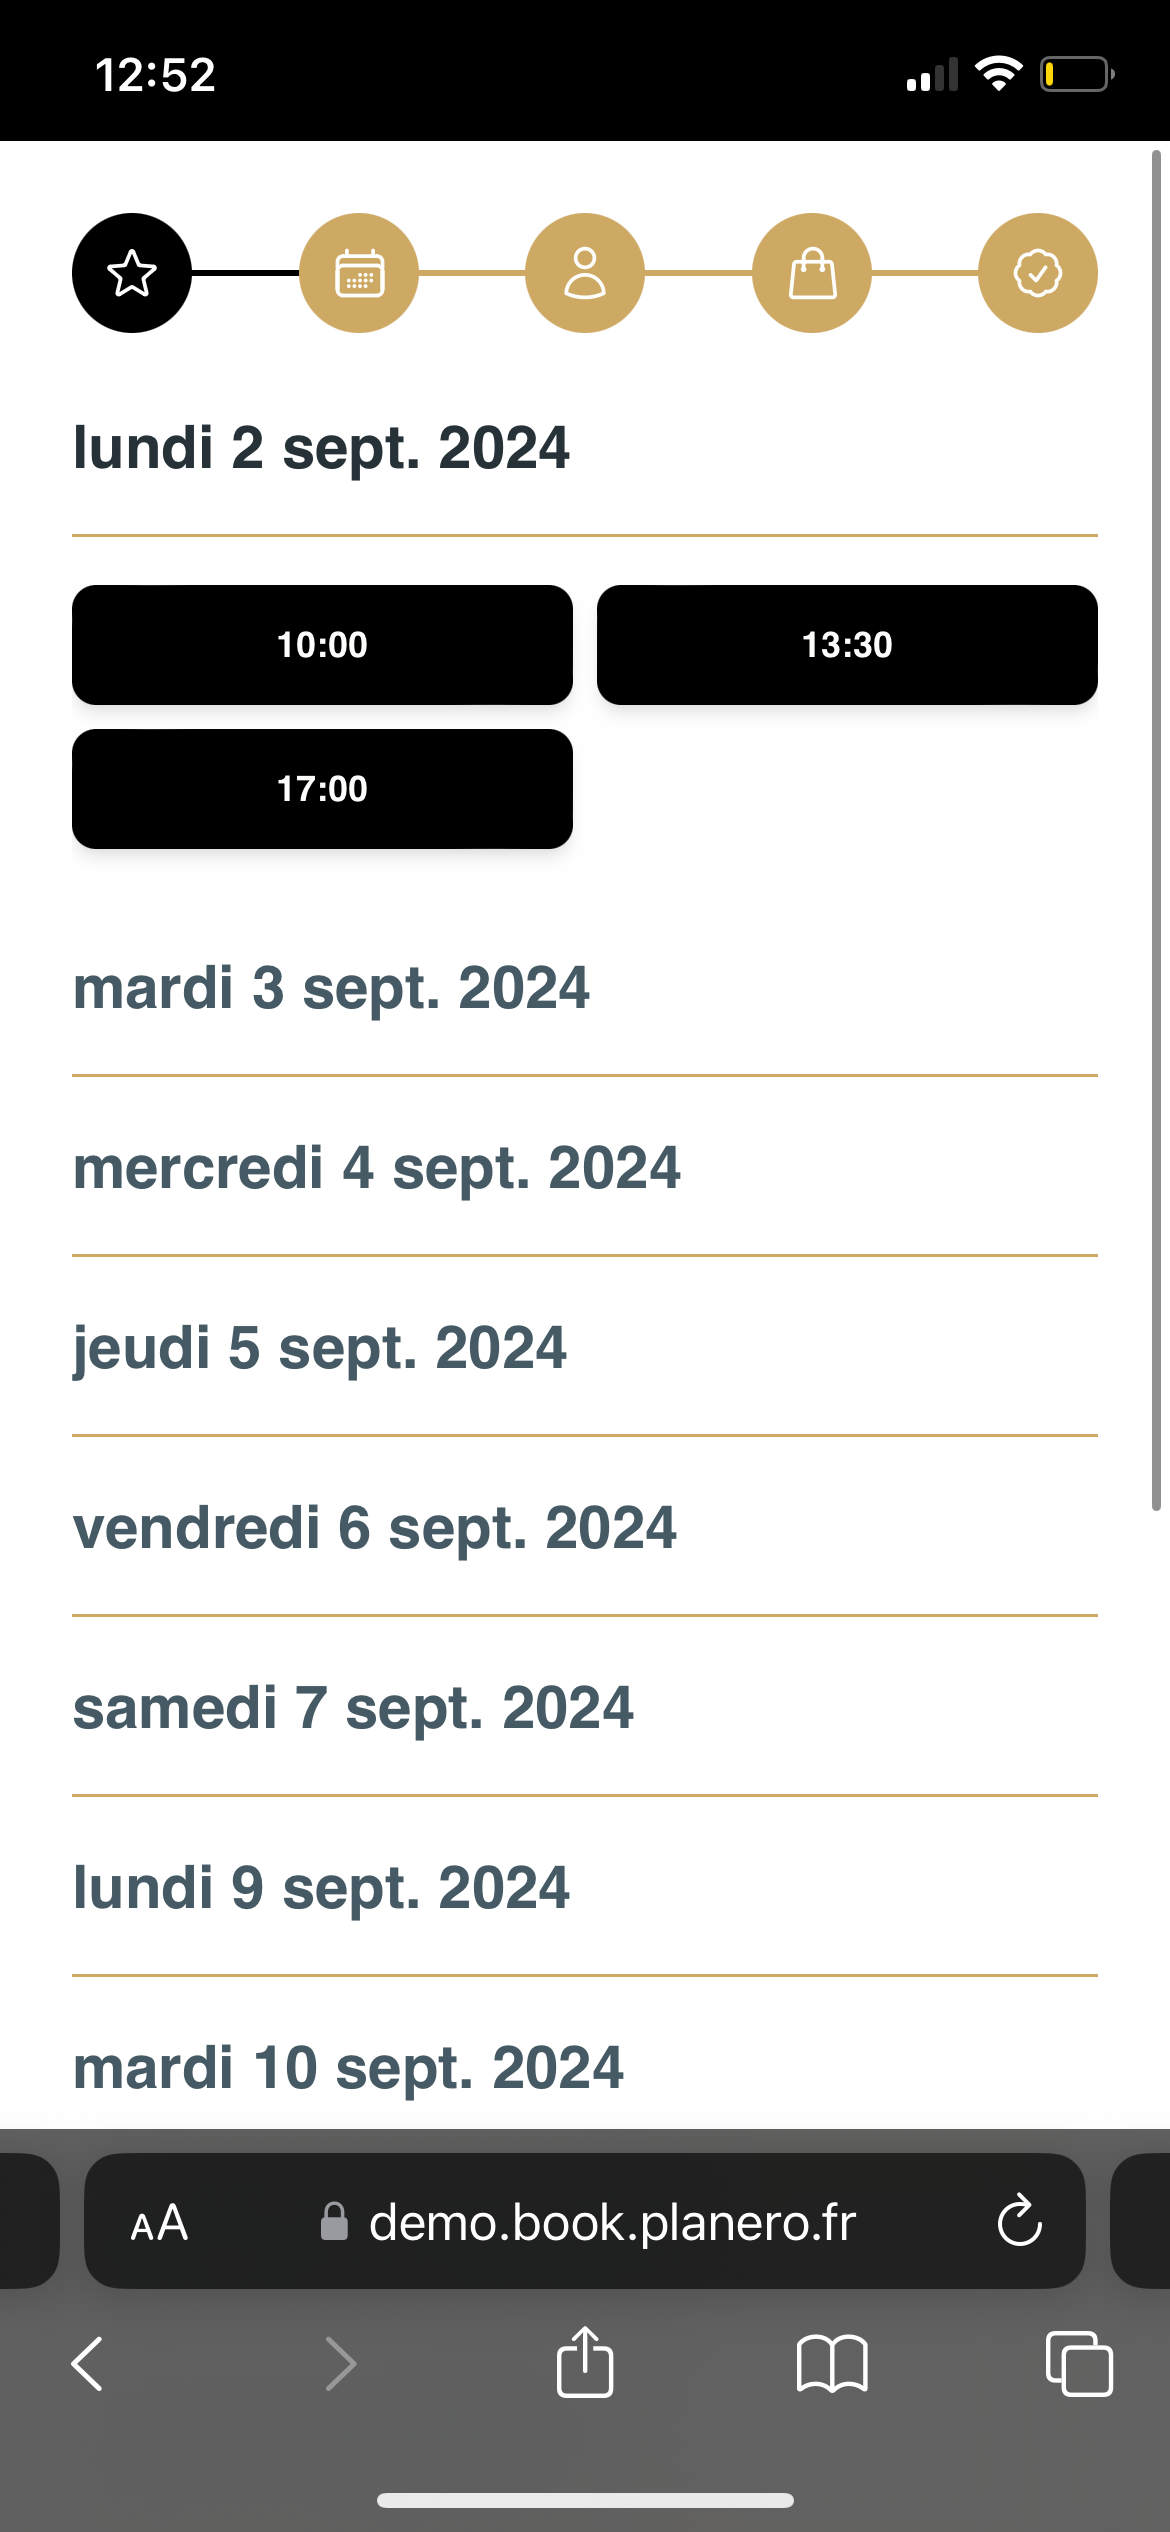 12:52
lundi 2 sept. 2024
10:00
13:30
17:00
mardi 3 sept. 2024
mercredi 4 sept. 2024
jeudi 5 sept. 2024
vendredi 6 sept. 2024
samedi 7 sept. 2024
lundi 9 sept. 2024
mardi 10 sept. 2024
AA demo.book.planero.fr